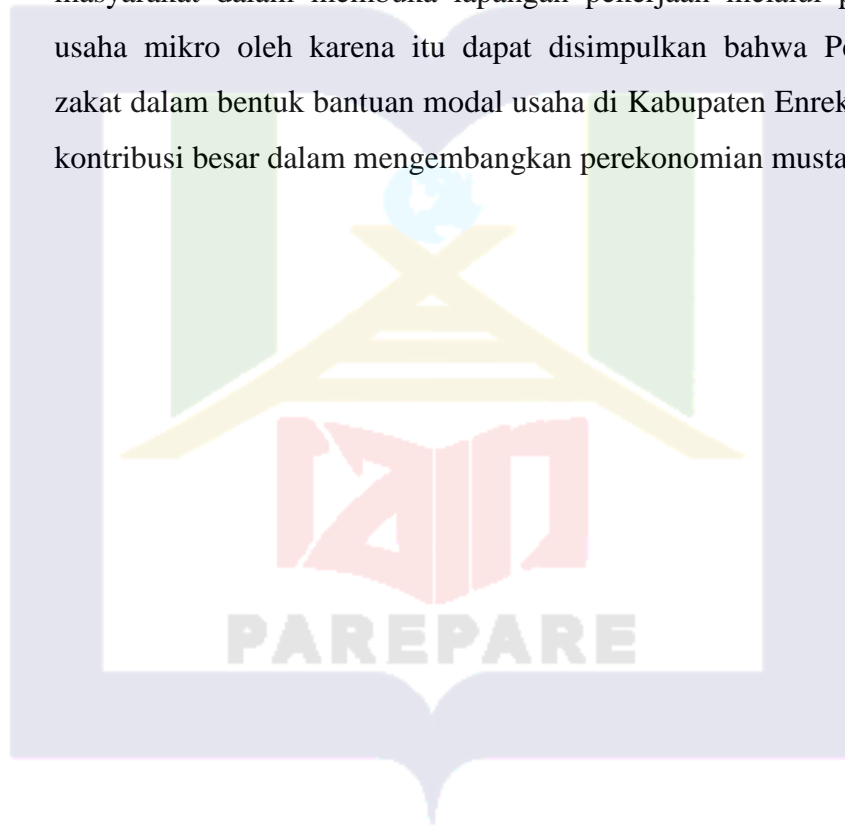 masyarakat dalam membuka lapangan pekerjaan melalui
usaha mikro oleh karena itu dapat disimpulkan bahwa
zakat dalam bentuk bantuan modal usaha di Kabupaten
kontribusi besar dalam mengembangkan perekonomian
iain
PAREPARE